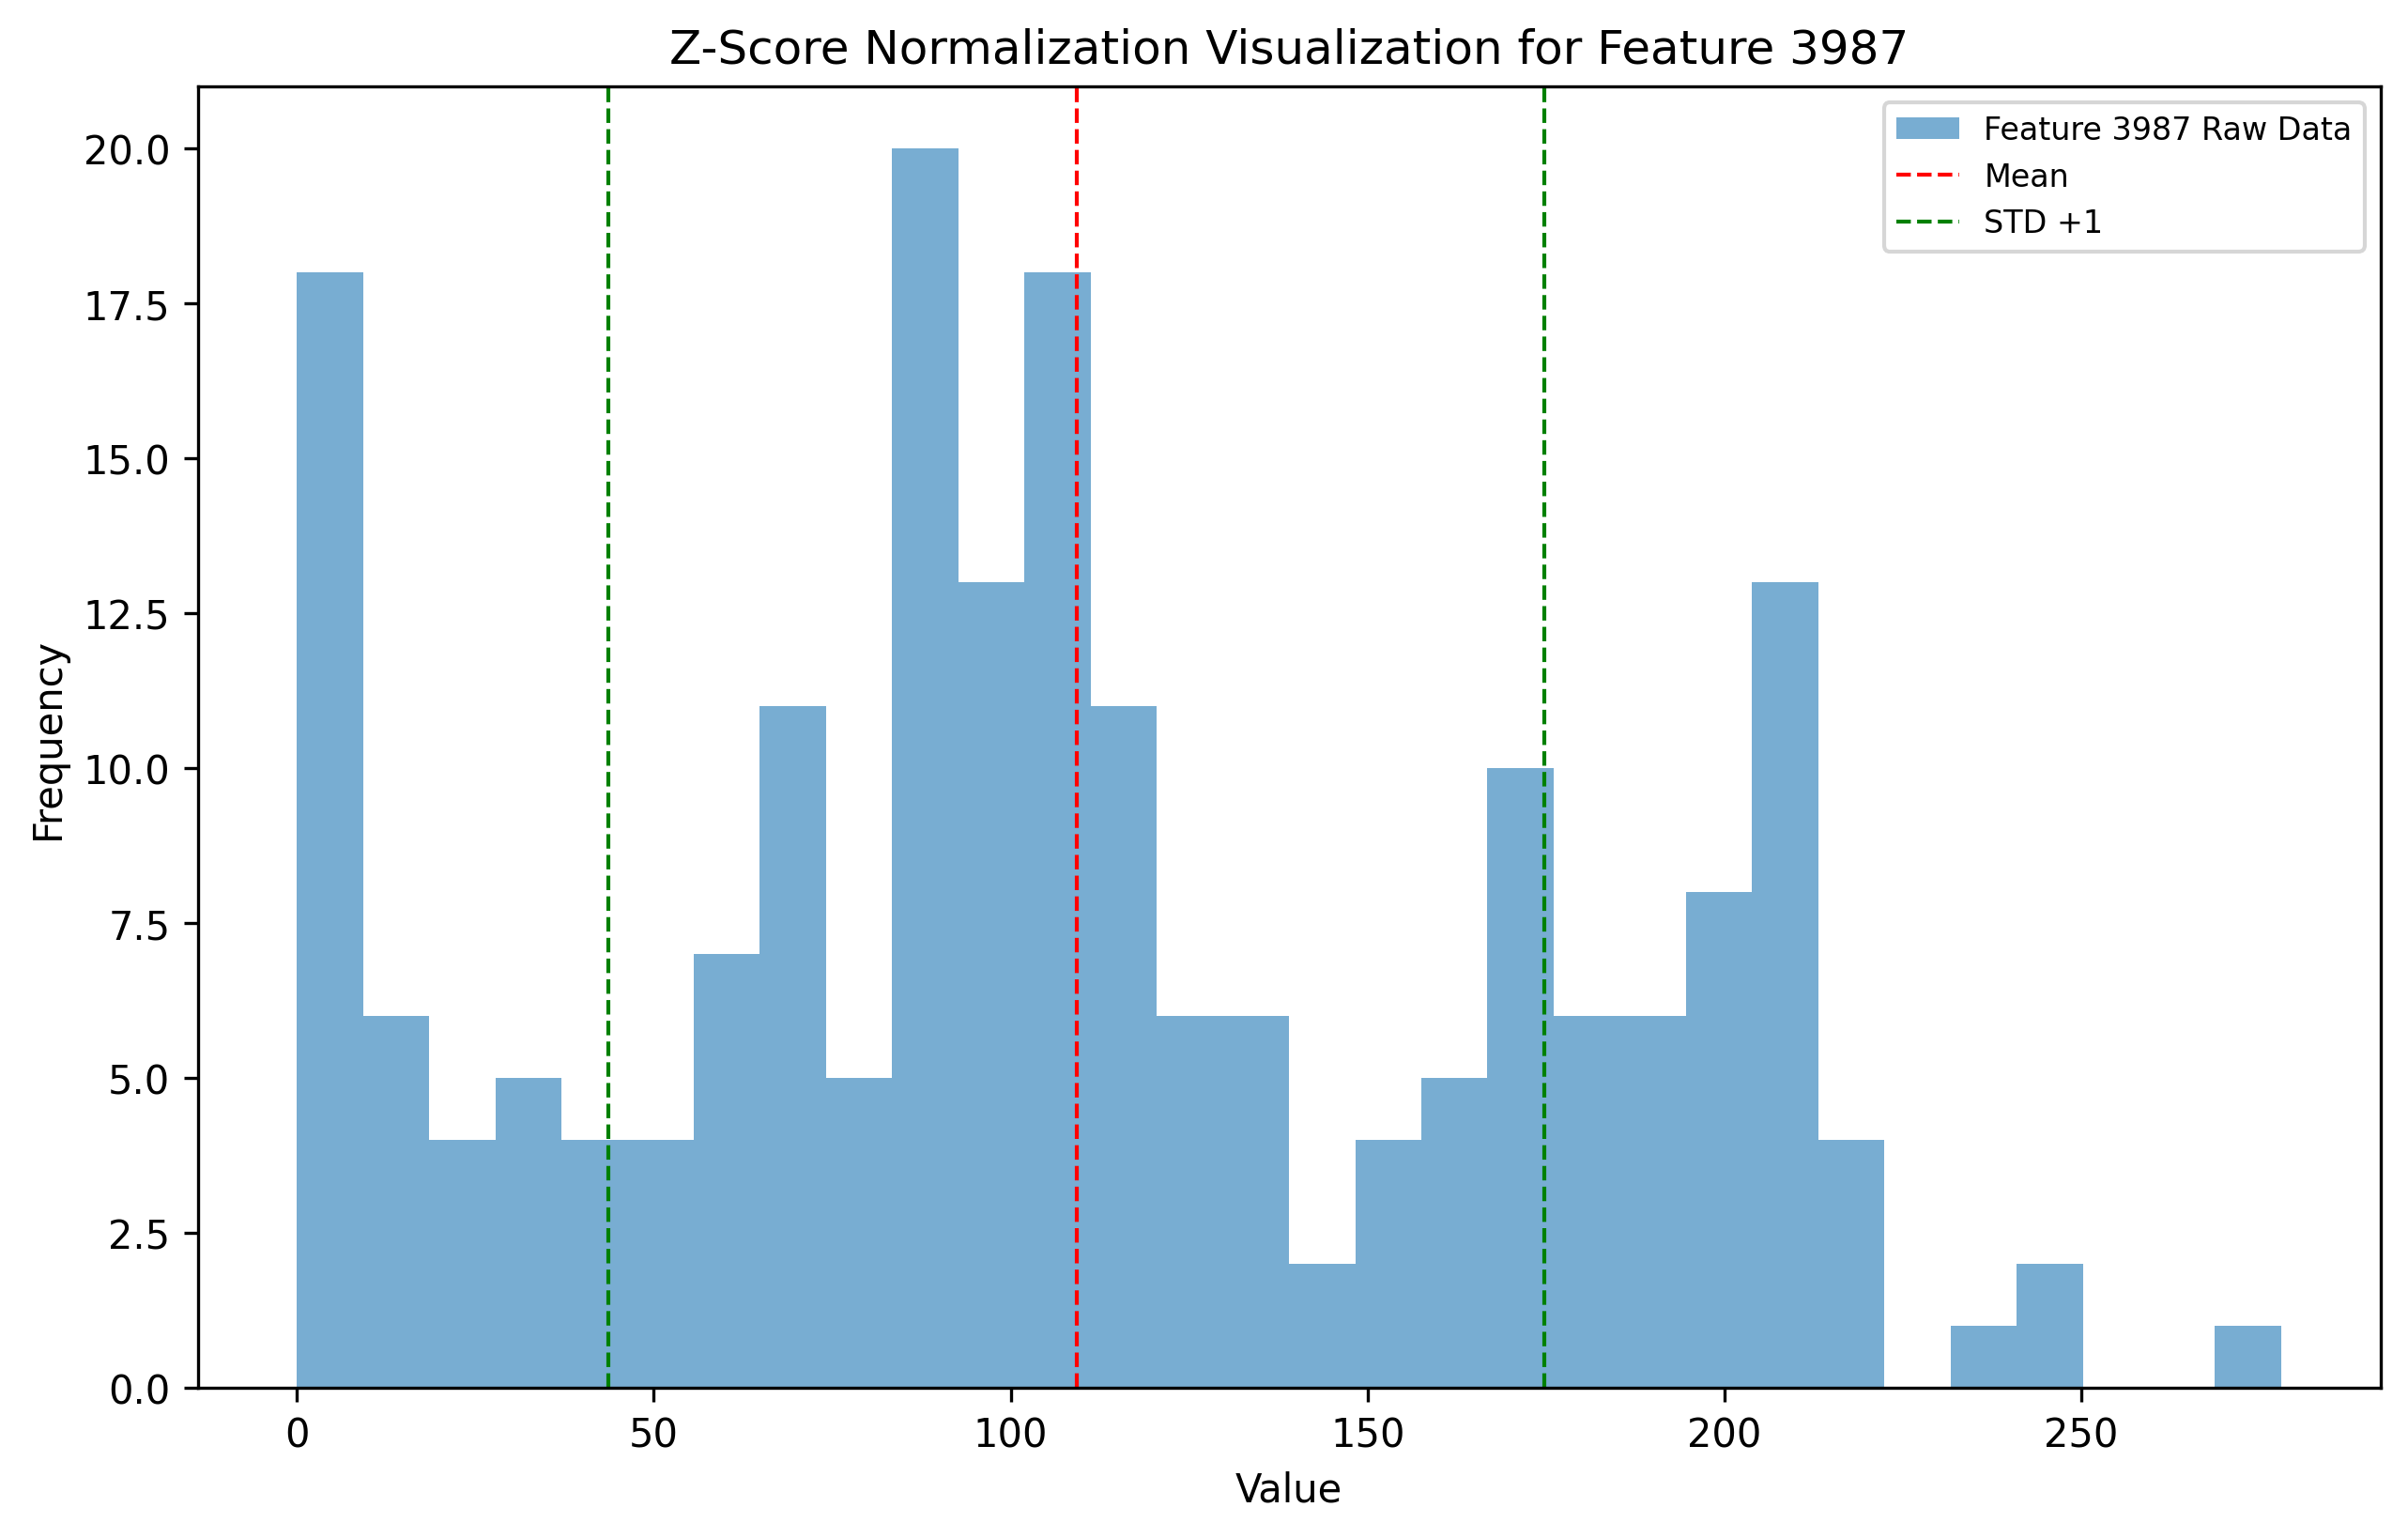 Z-Score Normalization Visualization for Feature 3987
Feature 3987 Raw Data
Mean
STD +1
20.0
17.5
15.0
12.5
10.0
7.5
5.0
2.5
0.0
Frequency
0 50 100 150 200 250
Value